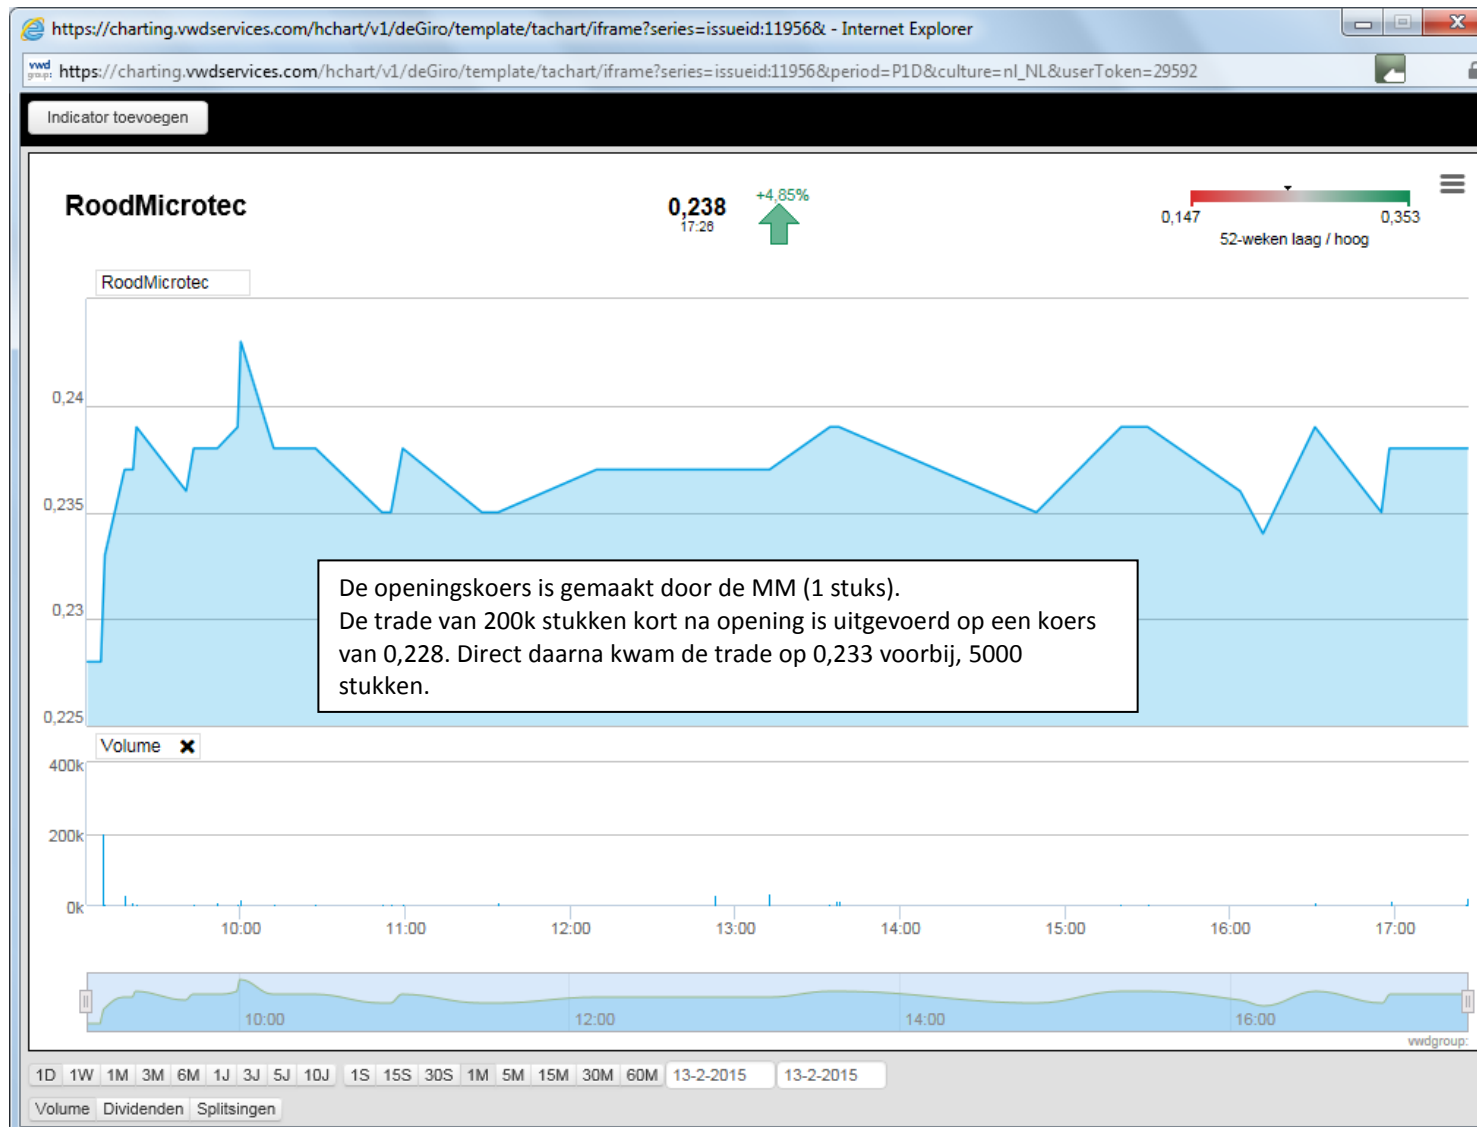 https://charting.vwdservices.com/hchart/v1/deGiro/template/tachart/iframe?series=issueid:11956& - Internet Explorer
vwd group: https://charting.vwdservices.com/hchart/v1/deGiro/template/tachart/iframe?series=issueid:11956&period=P1D&culture=nl_NL&userToken=29592
Indicator toevoegen
RoodMicrotec
0,238
17:26
+4,85%
0,147 0,353
52-weken laag / hoog
RoodMicrotec
0,24
0,235
0,23
0,225
De openingskoers is gemaakt door de MM (1 stuks).
De trade van 200k stukken kort na opening is uitgevoerd op een koers
van 0,228. Direct daarna kwam de trade op 0,233 voorbij, 5000
stukken.
Volume
400k
200k
0k
10:00 11:00 12:00 13:00 14:00 15:00 16:00 17:00
10:00 12:00 14:00 16:00
vwdgroup:
1D 1W 1M 3M 6M 1J 3J 5J 10J 1S 15S 30S 1M 5M 15M 30M 60M 13-2-2015 13-2-2015
Volume Dividenden Splitsingen